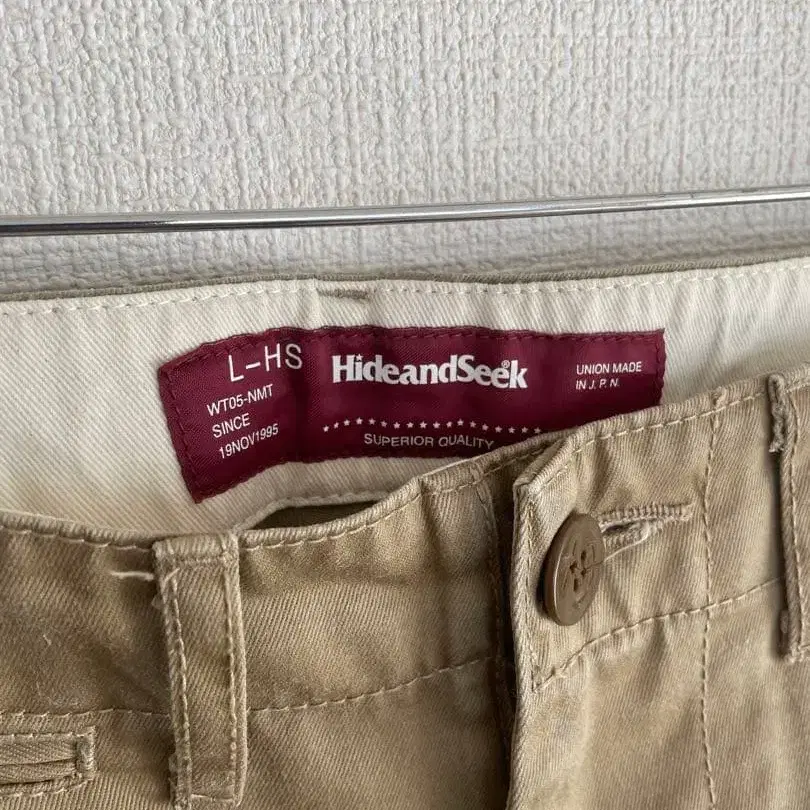 L-HS
WT05-NMT
SINCE
19NOV1995
HideandSeek®
SUPERIOR QUALITY
UNION MADE
IN J. P. N.